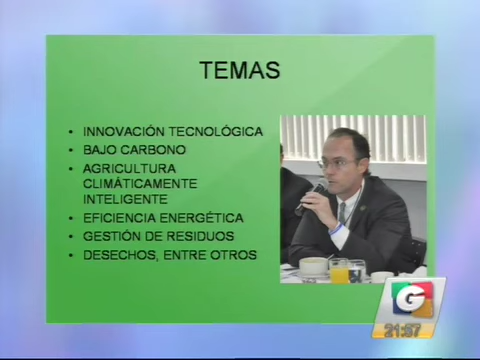 TEMAS
• INNOVACIÓN TECNOLÓGICA
• BAJO CARBONO
• AGRICULTURA
CLIMÁTICAMENTE
INTELIGENTE
• EFICIENCIA ENERGÉTICA
• GESTIÓN DE RESIDUOS
• DESECHOS, ENTRE OTROS
G
21:57